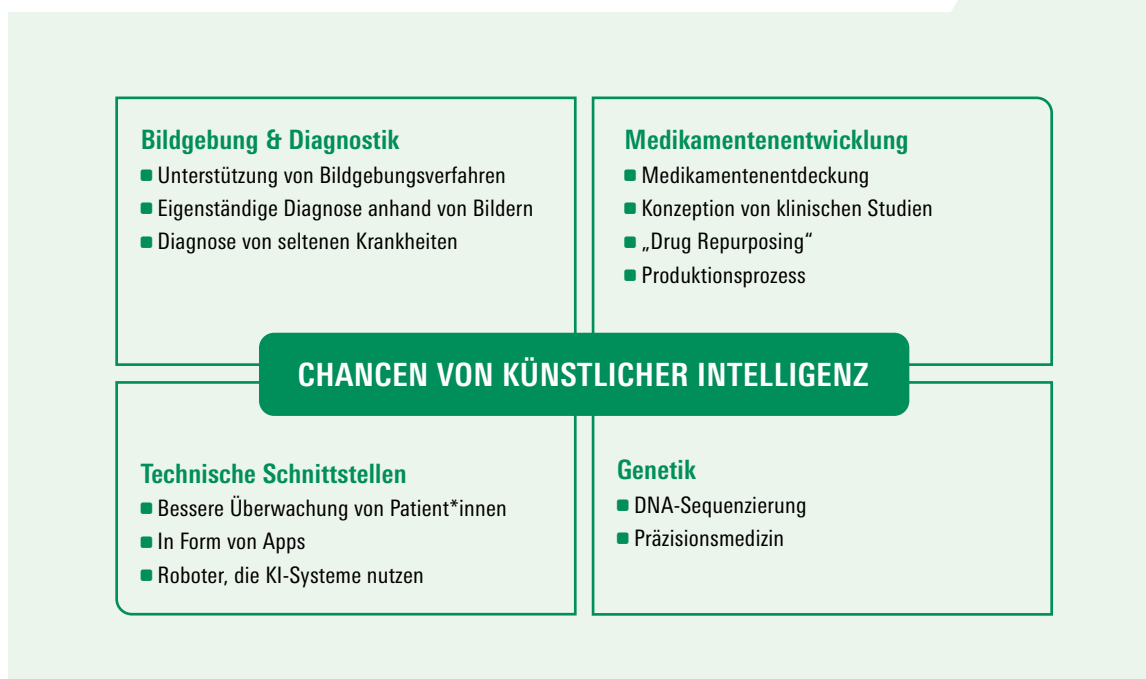 Bildgebung & Diagnostik
Unterstützung von Bildgebungsverfahren
Eigenständige Diagnose anhand von Bildern
Diagnose von seltenen Krankheiten
Medikamentenentwicklung
Medikamentenentdeckung
Konzeption von klinischen Studien
„Drug Repurposing“
Produktionsprozess
CHANCEN VON KÜNSTLICHER INTELLIGENZ
Technische Schnittstellen
Bessere Überwachung von Patient*innen
In Form von Apps
Roboter, die KI-Systeme nutzen
Genetik
DNA-Sequenzierung
Präzisionsmedizin